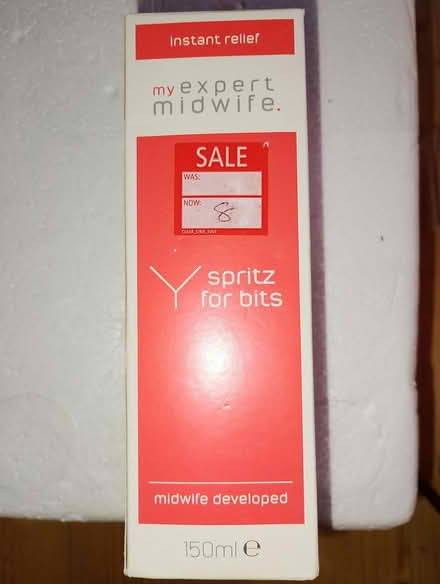 instant relief
my expert
midwife.
SALE
WAS:
NOW: 8
spritz
for bits
midwife developed
150ml e